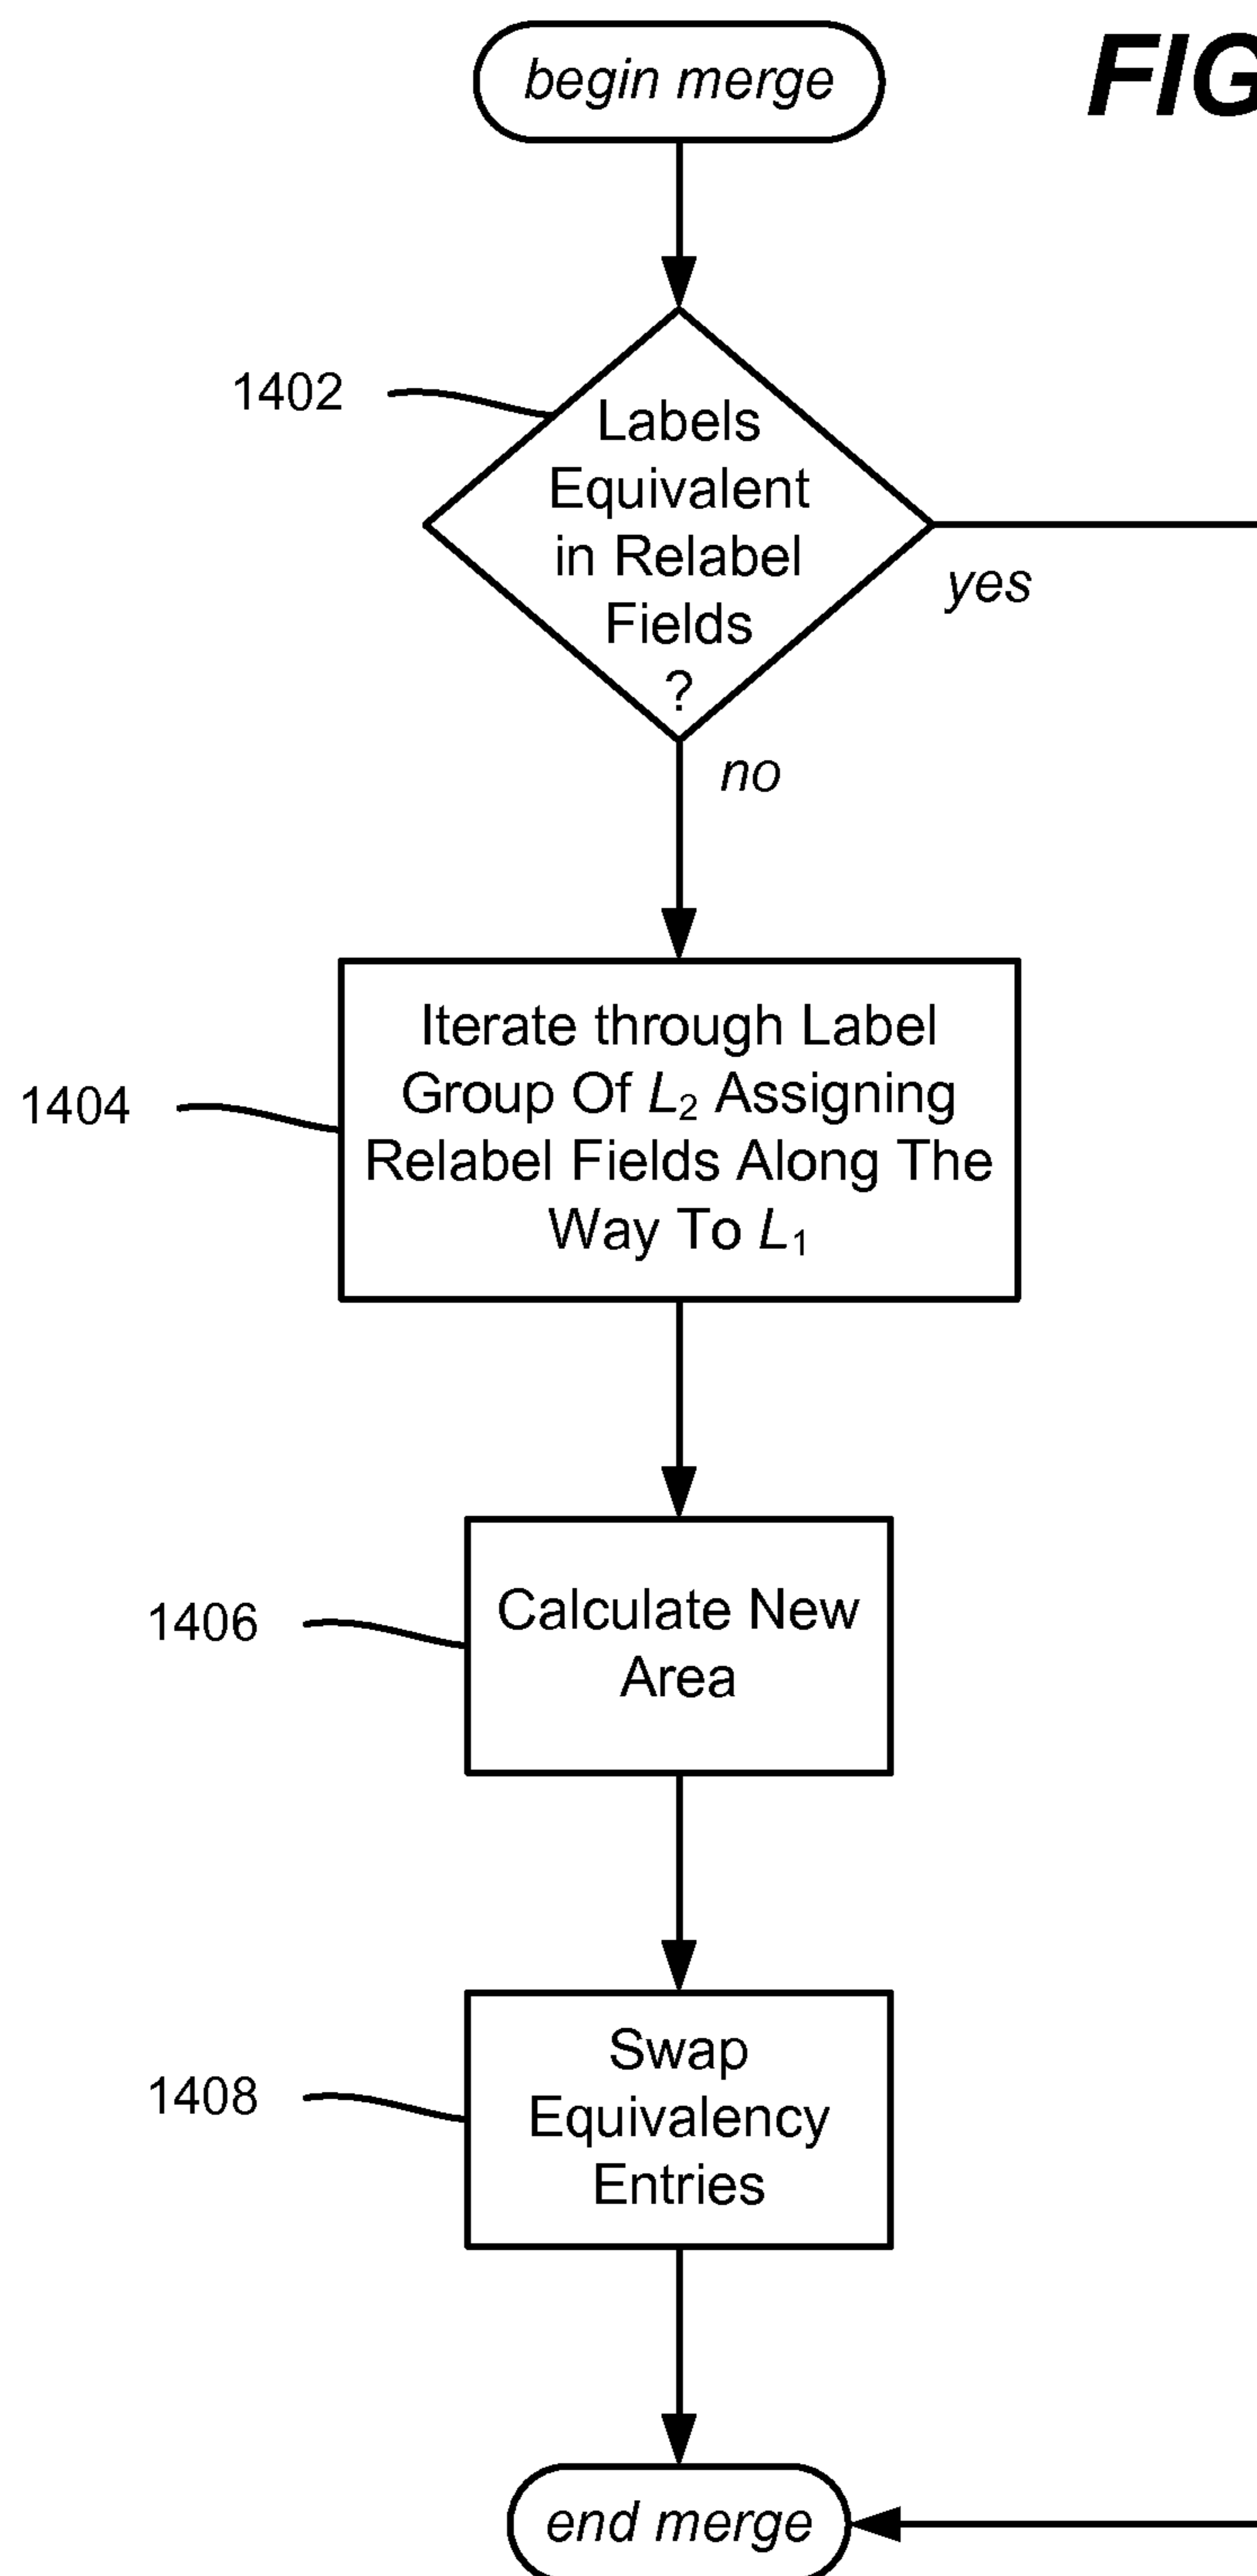 begin merge
FIG
1402
Labels
Equivalent
in Relabel
Fields
?
yes
no
1404
Iterate through Label
Group Of L₂ Assigning
Relabel Fields Along The
Way To L₁
1406
Calculate New
Area
1408
Swap
Equivalency
Entries
end merge